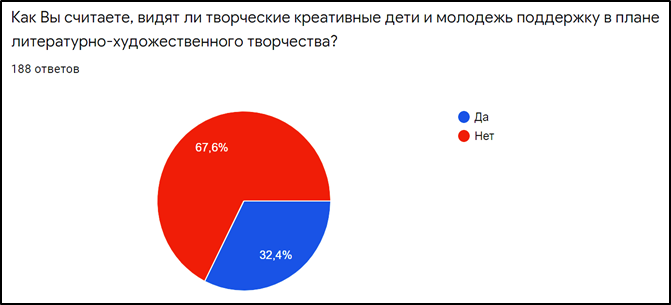 Как Вы считаете, видят ли творческие креативные дети и молодежь поддержку в плане
литературно-художественного творчества?
188 ответов
Да
Нет
67,6%
32,4%